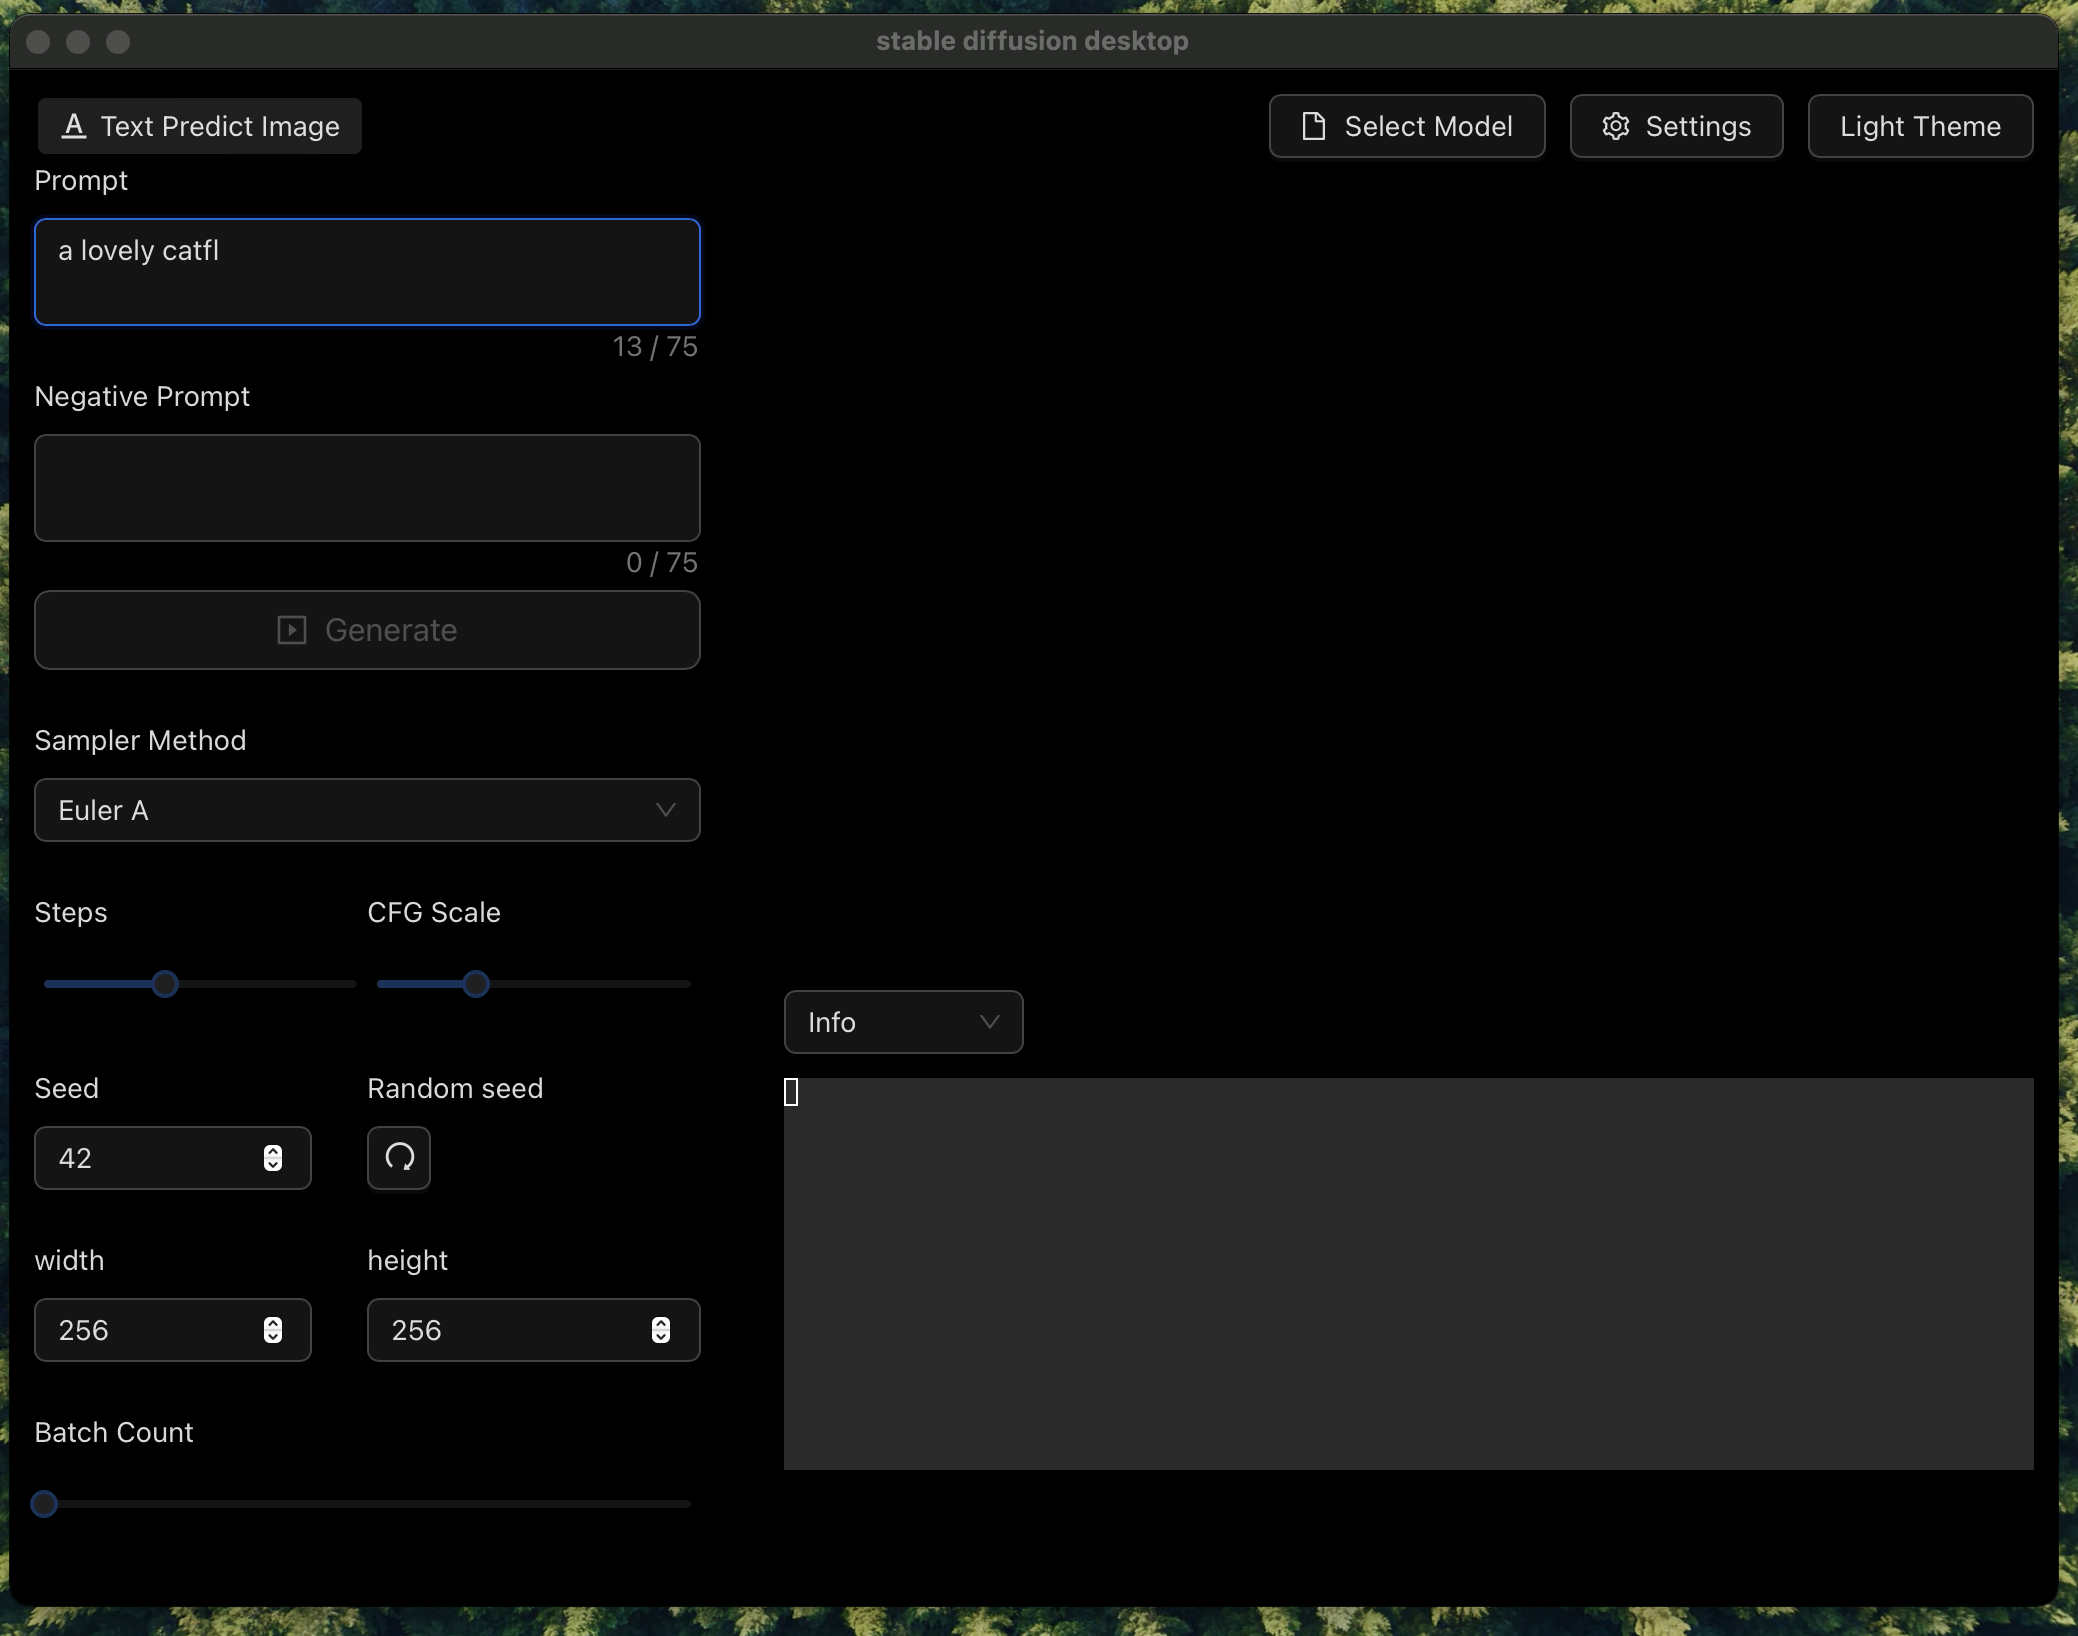 stable diffusion desktop
Text Predict Image
Select Model
Settings
Light Theme
Prompt
a lovely catfl
13 / 75
Negative Prompt
0 / 75
Generate
Sampler Method
Euler A
Steps
CFG Scale
Info
Seed
Random seed
42
width
height
256
256
Batch Count